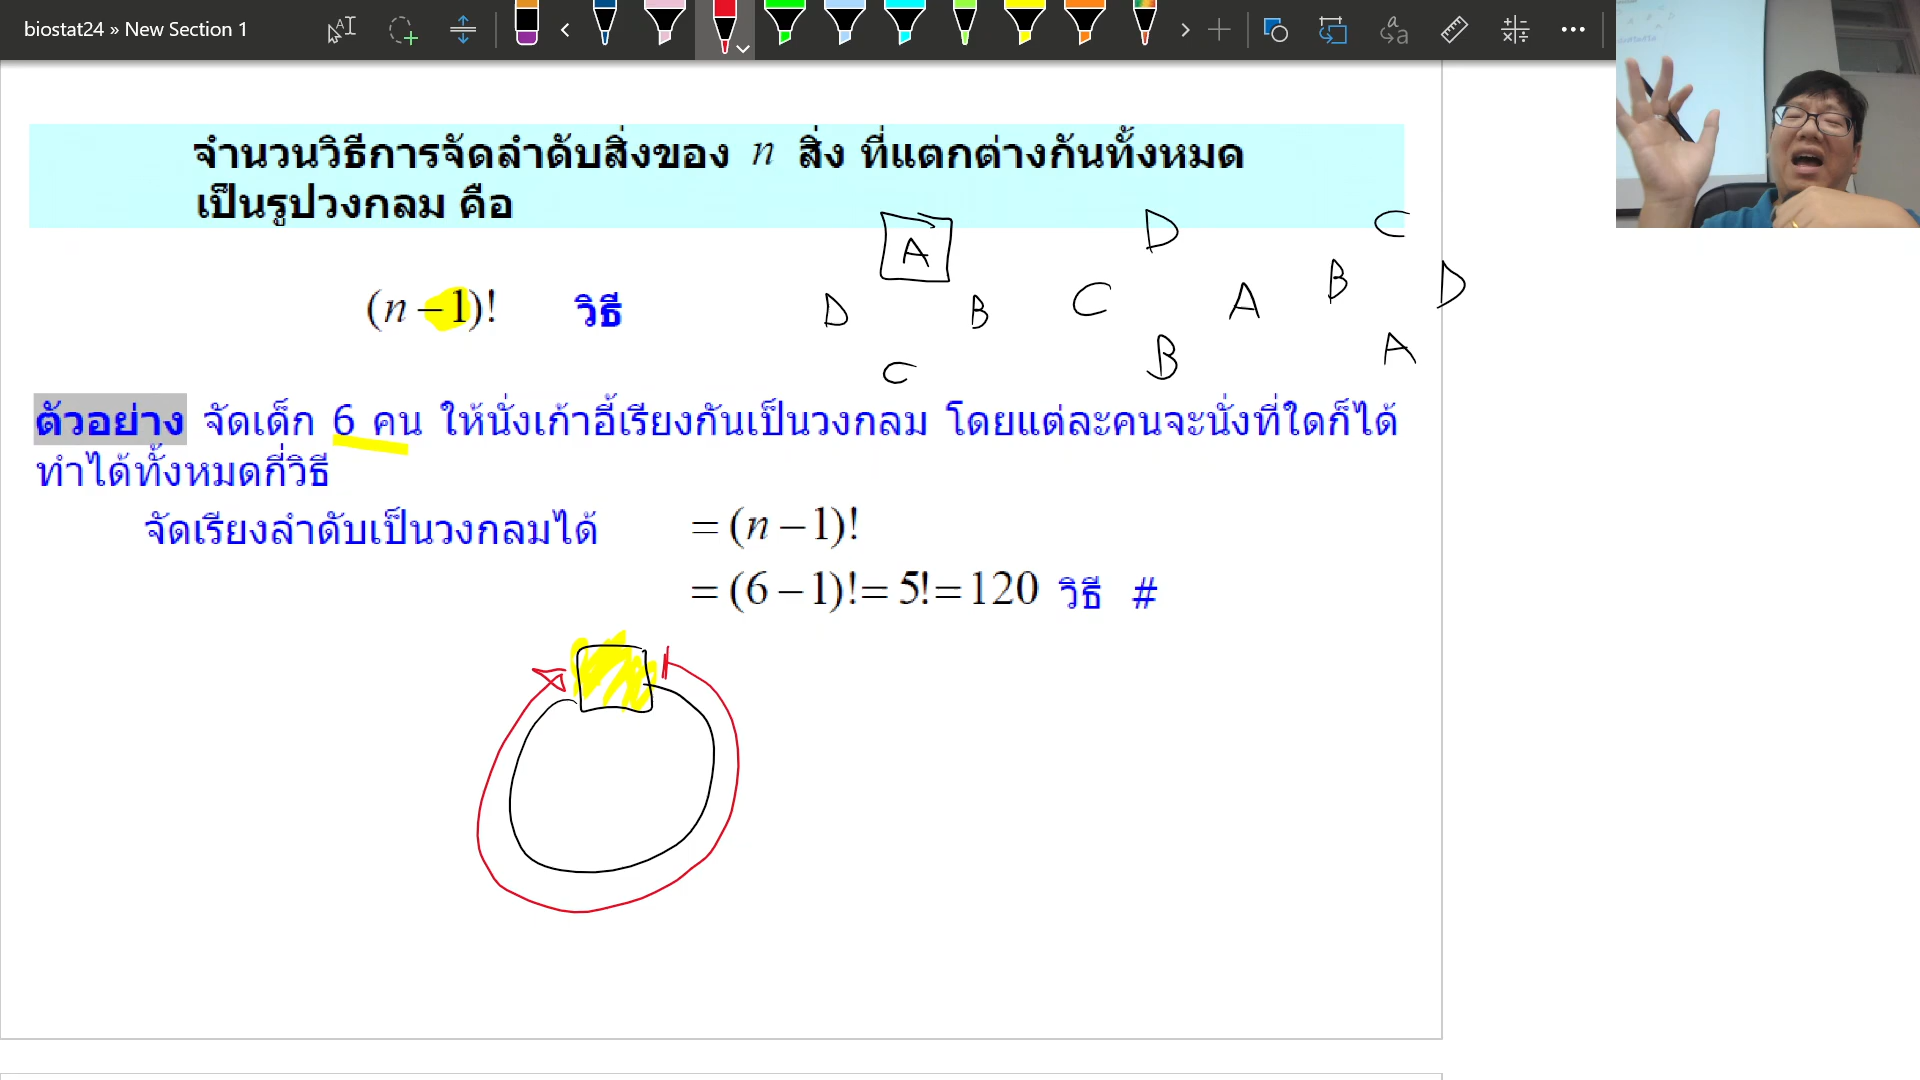 biostat24 » New Section 1
จำนวนวิธีการจัดลำดับสิ่งของ n สิ่ง ที่แตกต่างกันทั้งหมด
เป็นรูปวงกลม คือ
(n – 1)! วิธี
A
D B
C
D
C A
B
C
B D
A
ตัวอย่าง จัดเด็ก 6 คน ให้นั่งเก้าอี้เรียงกันเป็นวงกลม โดยแต่ละคนจะนั่งที่ใดก็ได้
ทำได้ทั้งหมดกี่วิธี
จัดเรียงลำดับเป็นวงกลมได้ = (n – 1)!
= (6 – 1)! = 5! = 120 วิธี #